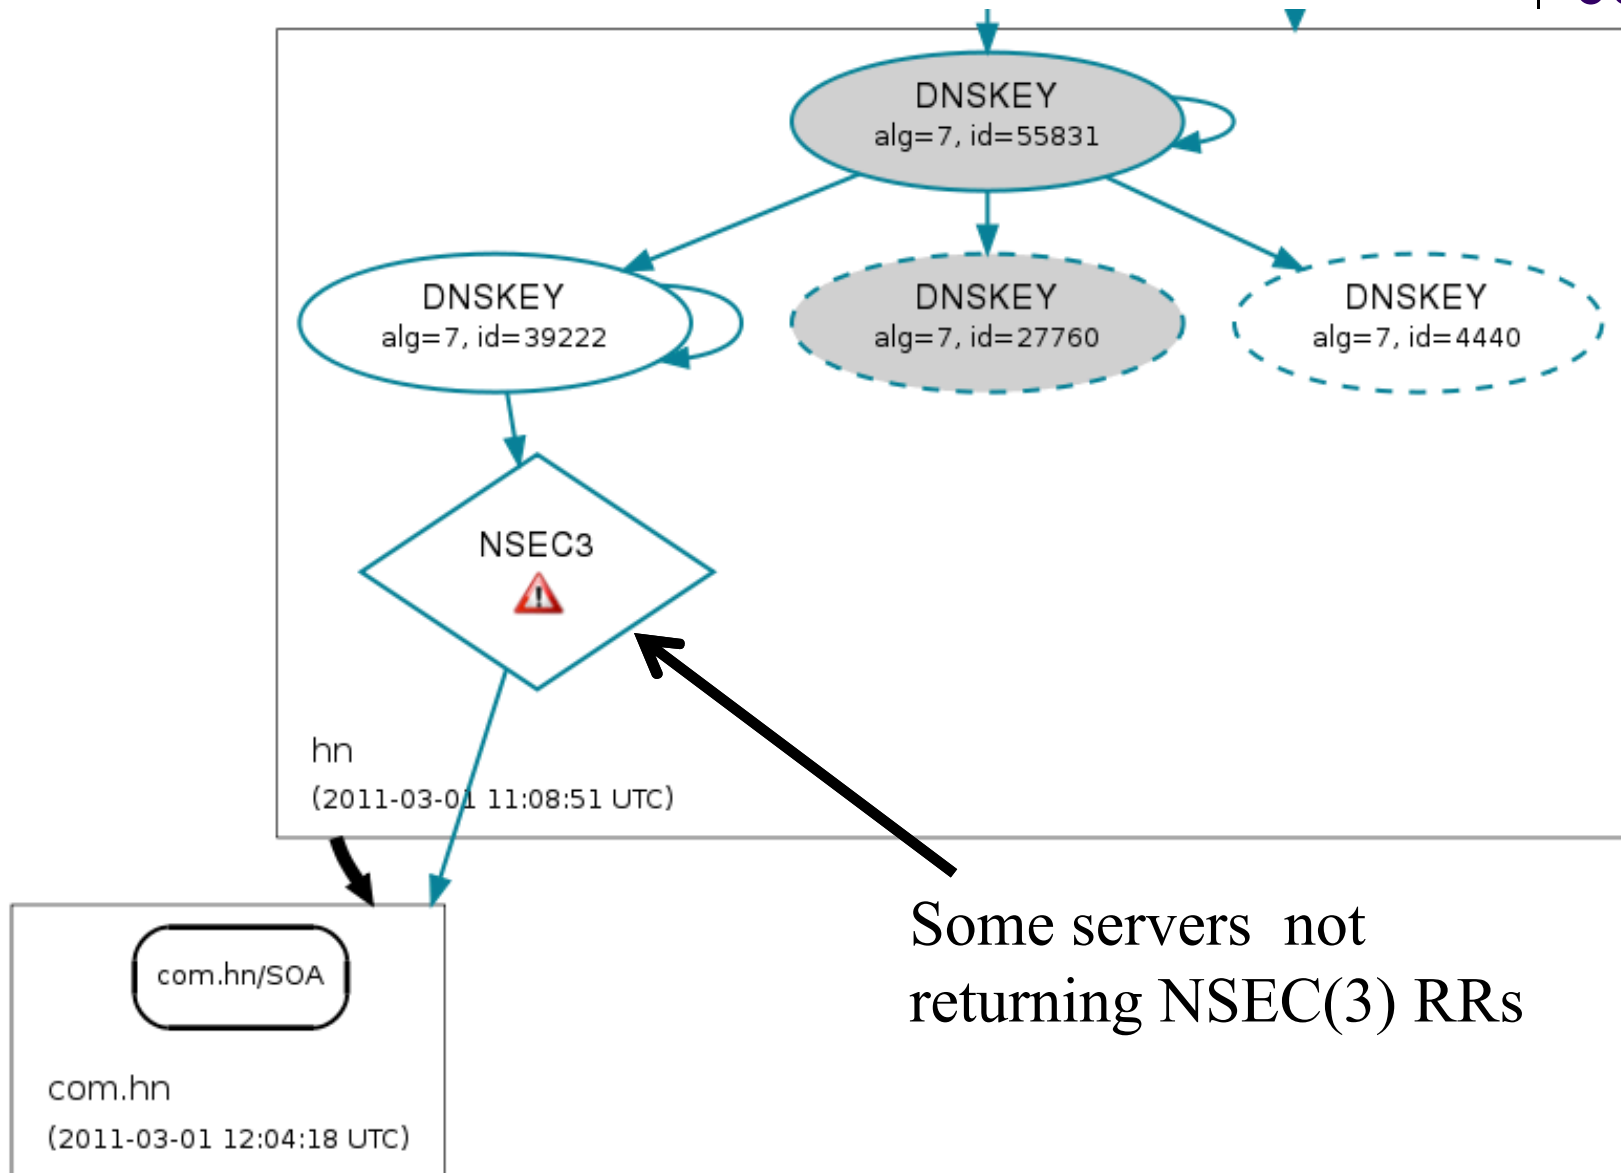 DNSKEY
alg=7, id=55831
DNSKEY
alg=7, id=39222
DNSKEY
alg=7, id=27760
DNSKEY
alg=7, id=4440
NSEC3
hn
(2011-03-01 11:08:51 UTC)
Some servers  not
returning NSEC(3) RRs
com.hn/SOA
com.hn
(2011-03-01 12:04:18 UTC)